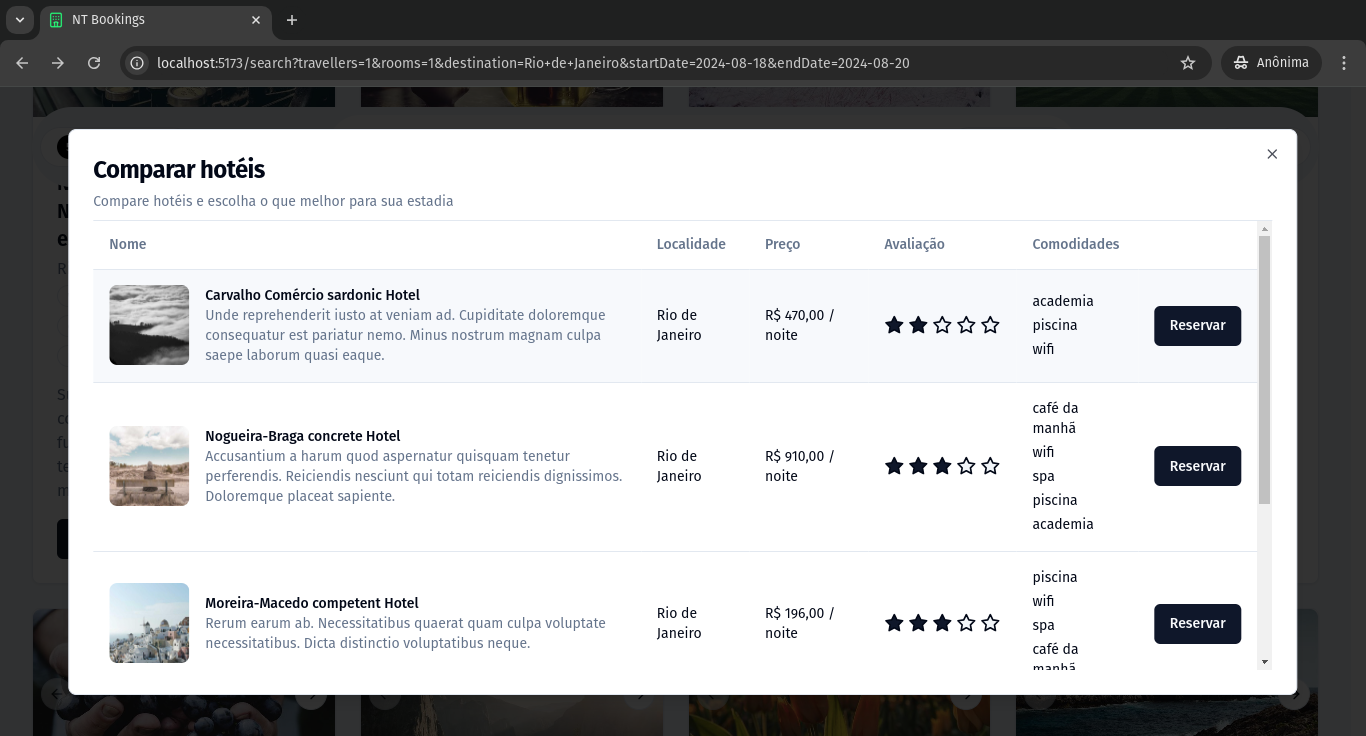 NT Bookings
localhost:5173/search?travellers=1&rooms=1&destination=Rio+de+Janeiro&startDate=2024-08-18&endDate=2024-08-20
Anônima
Comparar hotéis
Compare hotéis e escolha o que melhor para sua estadia
Nome
Localidade
Preço
Avaliação
Comodidades
Carvalho Comércio sardonic Hotel
Unde reprehenderit iusto at veniam ad. Cupiditate doloremque
consequatur est pariatur nemo. Minus nostrum magnam culpa
saepe laborum quasi eaque.
Rio de
Janeiro
R$ 470,00 /
noite
academia
piscina
wifi
Reservar
Nogueira-Braga concrete Hotel
Accusantium a harum quod aspernatur quisquam tenetur
perferendis. Reiciendis nesciunt qui totam reiciendis dignissimos.
Doloremque placeat sapiente.
Rio de
Janeiro
R$ 910,00 /
noite
café da
manhã
wifi
spa
piscina
academia
Reservar
Moreira-Macedo competent Hotel
Rerum earum ab. Necessitatibus quaerat quam culpa voluptate
necessitatibus. Dicta distinctio voluptatibus neque.
Rio de
Janeiro
R$ 196,00 /
noite
piscina
wifi
spa
café da
manhã
Reservar